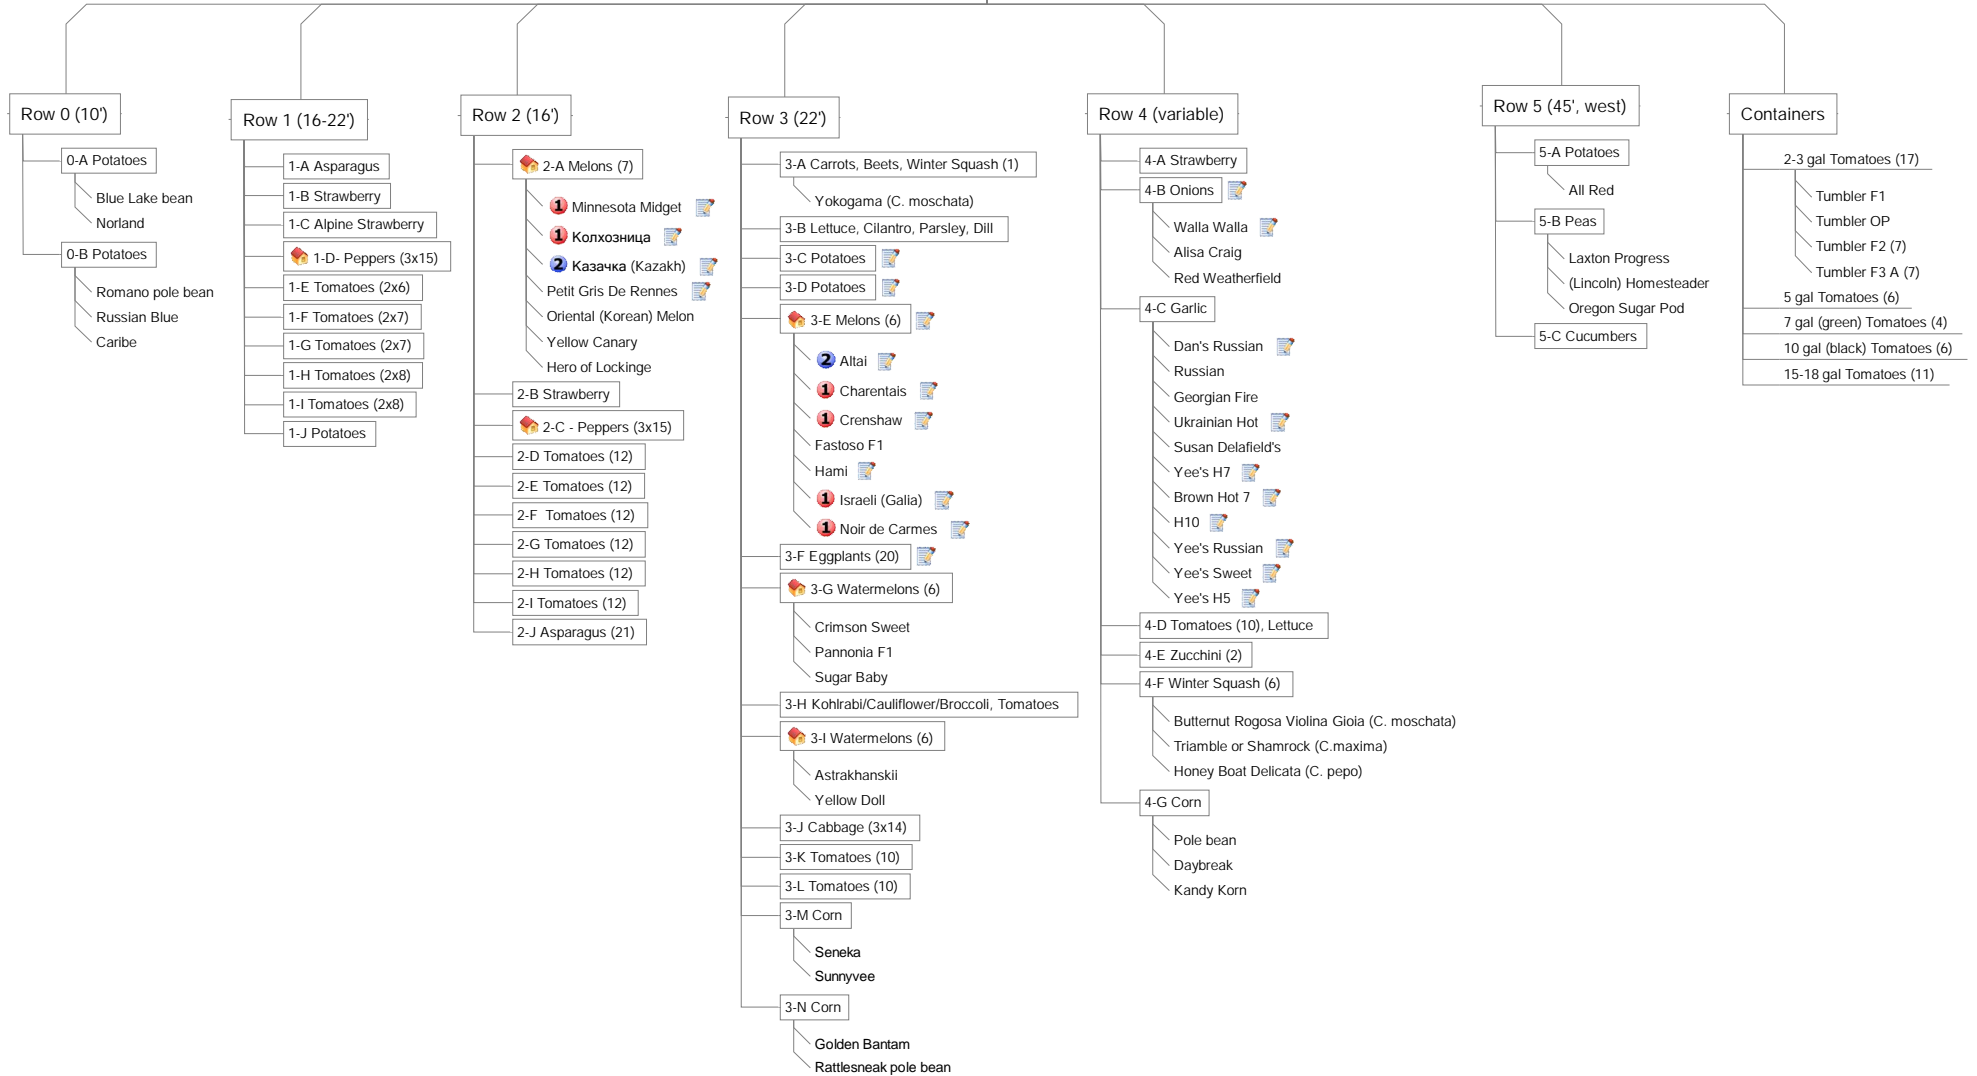 Row 0 (10')
0-A Potatoes
Blue Lake bean
Norland
0-B Potatoes
Romano pole bean
Russian Blue
Caribe
Row 1 (16-22')
1-A Asparagus
1-B Strawberry
1-C Alpine Strawberry
1-D- Peppers (3x15)
1-E Tomatoes (2x6)
1-F Tomatoes (2x7)
1-G Tomatoes (2x7)
1-H Tomatoes (2x8)
1-I Tomatoes (2x8)
1-J Potatoes
Row 2 (16')
2-A Melons (7)
1 Minnesota Midget
1 Колхозница
2 Казачка (Kazakh)
Petit Gris De Rennes
Oriental (Korean) Melon
Yellow Canary
Hero of Lockinge
2-B Strawberry
2-C - Peppers (3x15)
2-D Tomatoes (12)
2-E Tomatoes (12)
2-F Tomatoes (12)
2-G Tomatoes (12)
2-H Tomatoes (12)
2-I Tomatoes (12)
2-J Asparagus (21)
Row 3 (22')
3-A Carrots, Beets, Winter Squash (1)
Yokogama (C. moschata)
3-B Lettuce, Cilantro, Parsley, Dill
3-C Potatoes
3-D Potatoes
3-E Melons (6)
2 Altai
1 Charentais
1 Crenshaw
Fastoso F1
Hami
1 Israeli (Galia)
1 Noir de Carmes
3-F Eggplants (20)
3-G Watermelons (6)
Crimson Sweet
Pannonia F1
Sugar Baby
3-H Kohlrabi/Cauliflower/Broccoli, Tomatoes
3-I Watermelons (6)
Astrakhanskii
Yellow Doll
3-J Cabbage (3x14)
3-K Tomatoes (10)
3-L Tomatoes (10)
3-M Corn
Seneka
Sunnyvee
3-N Corn
Golden Bantam
Rattlesneak pole bean
Row 4 (variable)
4-A Strawberry
4-B Onions
Walla Walla
Alisa Craig
Red Weatherfield
4-C Garlic
Dan's Russian
Russian
Georgian Fire
Ukrainian Hot
Susan Delafield's
Yee's H7
Brown Hot 7
H10
Yee's Russian
Yee's Sweet
Yee's H5
4-D Tomatoes (10), Lettuce
4-E Zucchini (2)
4-F Winter Squash (6)
Butternut Rogosa Violina Gioia (C. moschata)
Triamble or Shamrock (C.maxima)
Honey Boat Delicata (C. pepo)
4-G Corn
Pole bean
Daybreak
Kandy Korn
Row 5 (45', west)
5-A Potatoes
All Red
5-B Peas
Laxton Progress
(Lincoln) Homesteader
Oregon Sugar Pod
5-C Cucumbers
Containers
2-3 gal Tomatoes (17)
Tumbler F1
Tumbler OP
Tumbler F2 (7)
Tumbler F3 A (7)
5 gal Tomatoes (6)
7 gal (green) Tomatoes (4)
10 gal (black) Tomatoes (6)
15-18 gal Tomatoes (11)